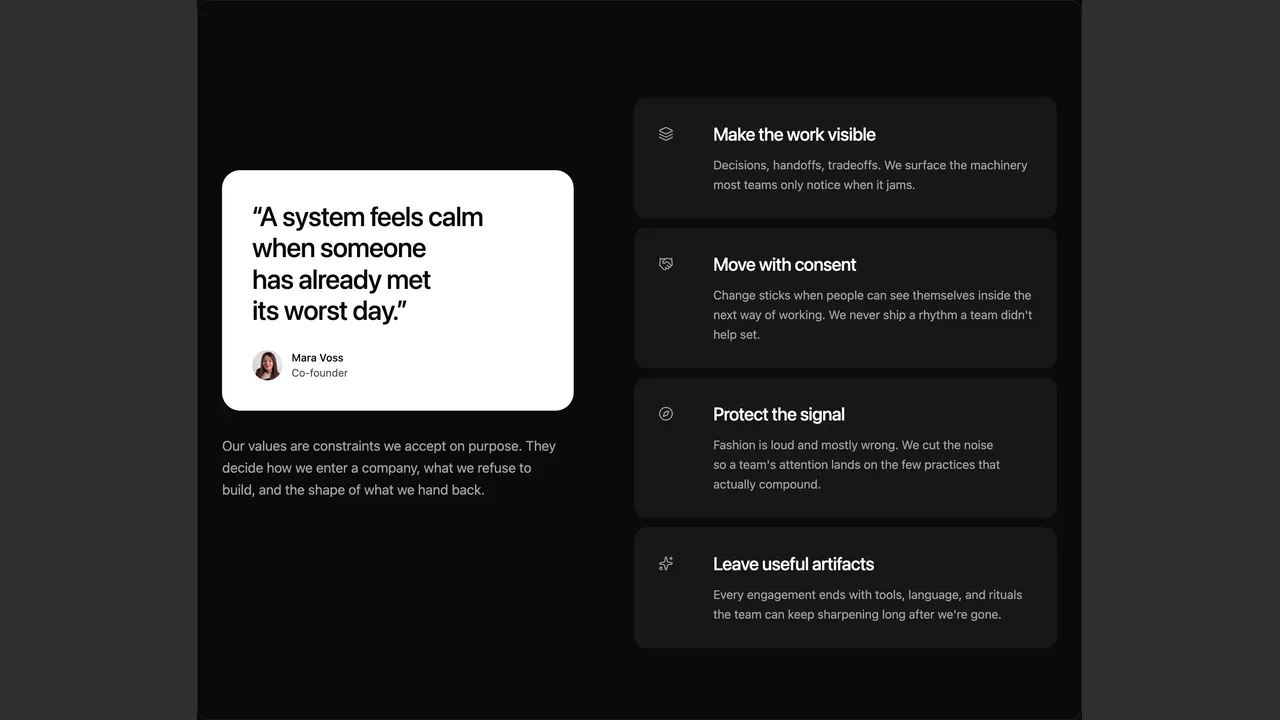 “A system feels calm
when someone
has already met
its worst day.”
Mara Voss
Co-founder
Our values are constraints we accept on purpose. They
decide how we enter a company, what we refuse to
build, and the shape of what we hand back.
Make the work visible
Decisions, handoffs, tradeoffs. We surface the machinery
most teams only notice when it jams.
Move with consent
Change sticks when people can see themselves inside the
next way of working. We never ship a rhythm a team didn't
help set.
Protect the signal
Fashion is loud and mostly wrong. We cut the noise
so a team's attention lands on the few practices that
actually compound.
Leave useful artifacts
Every engagement ends with tools, language, and rituals
the team can keep sharpening long after we're gone.